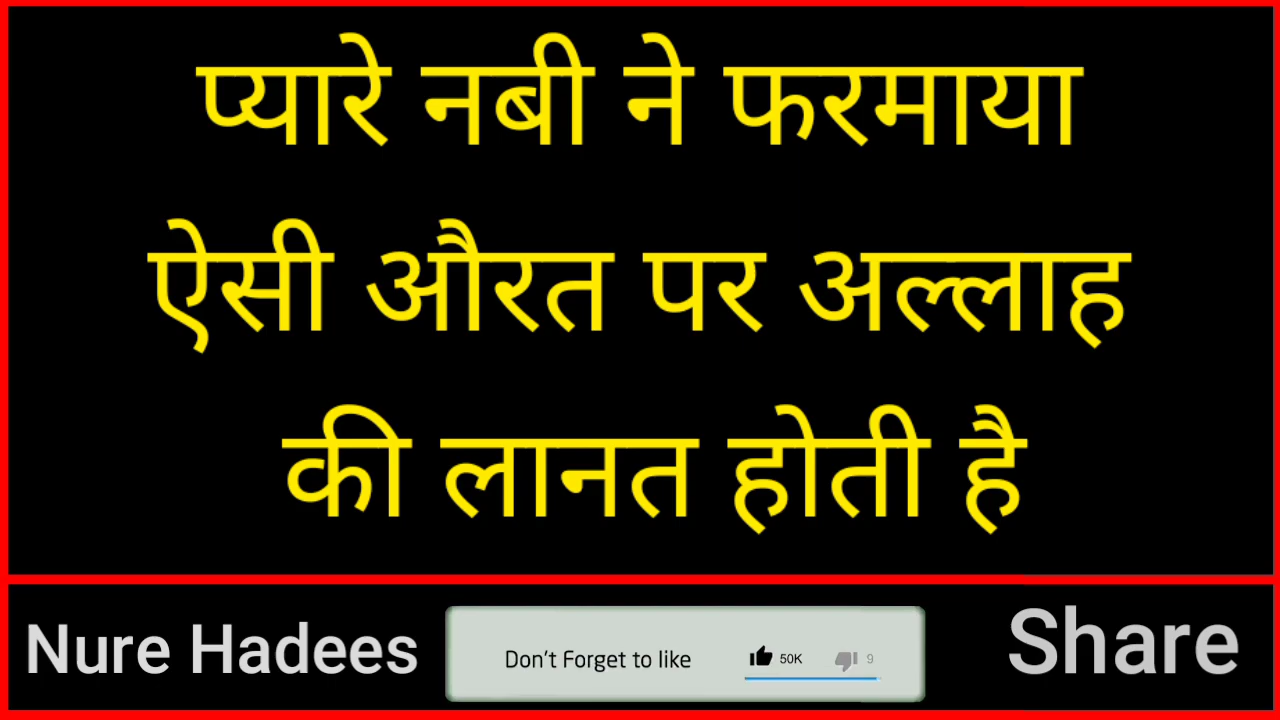 प्यारे नबी ने फरमाया
ऐसी औरत पर अल्लाह
की लानत होती है
Nure Hadees
Don't Forget to like
50K
9
Share